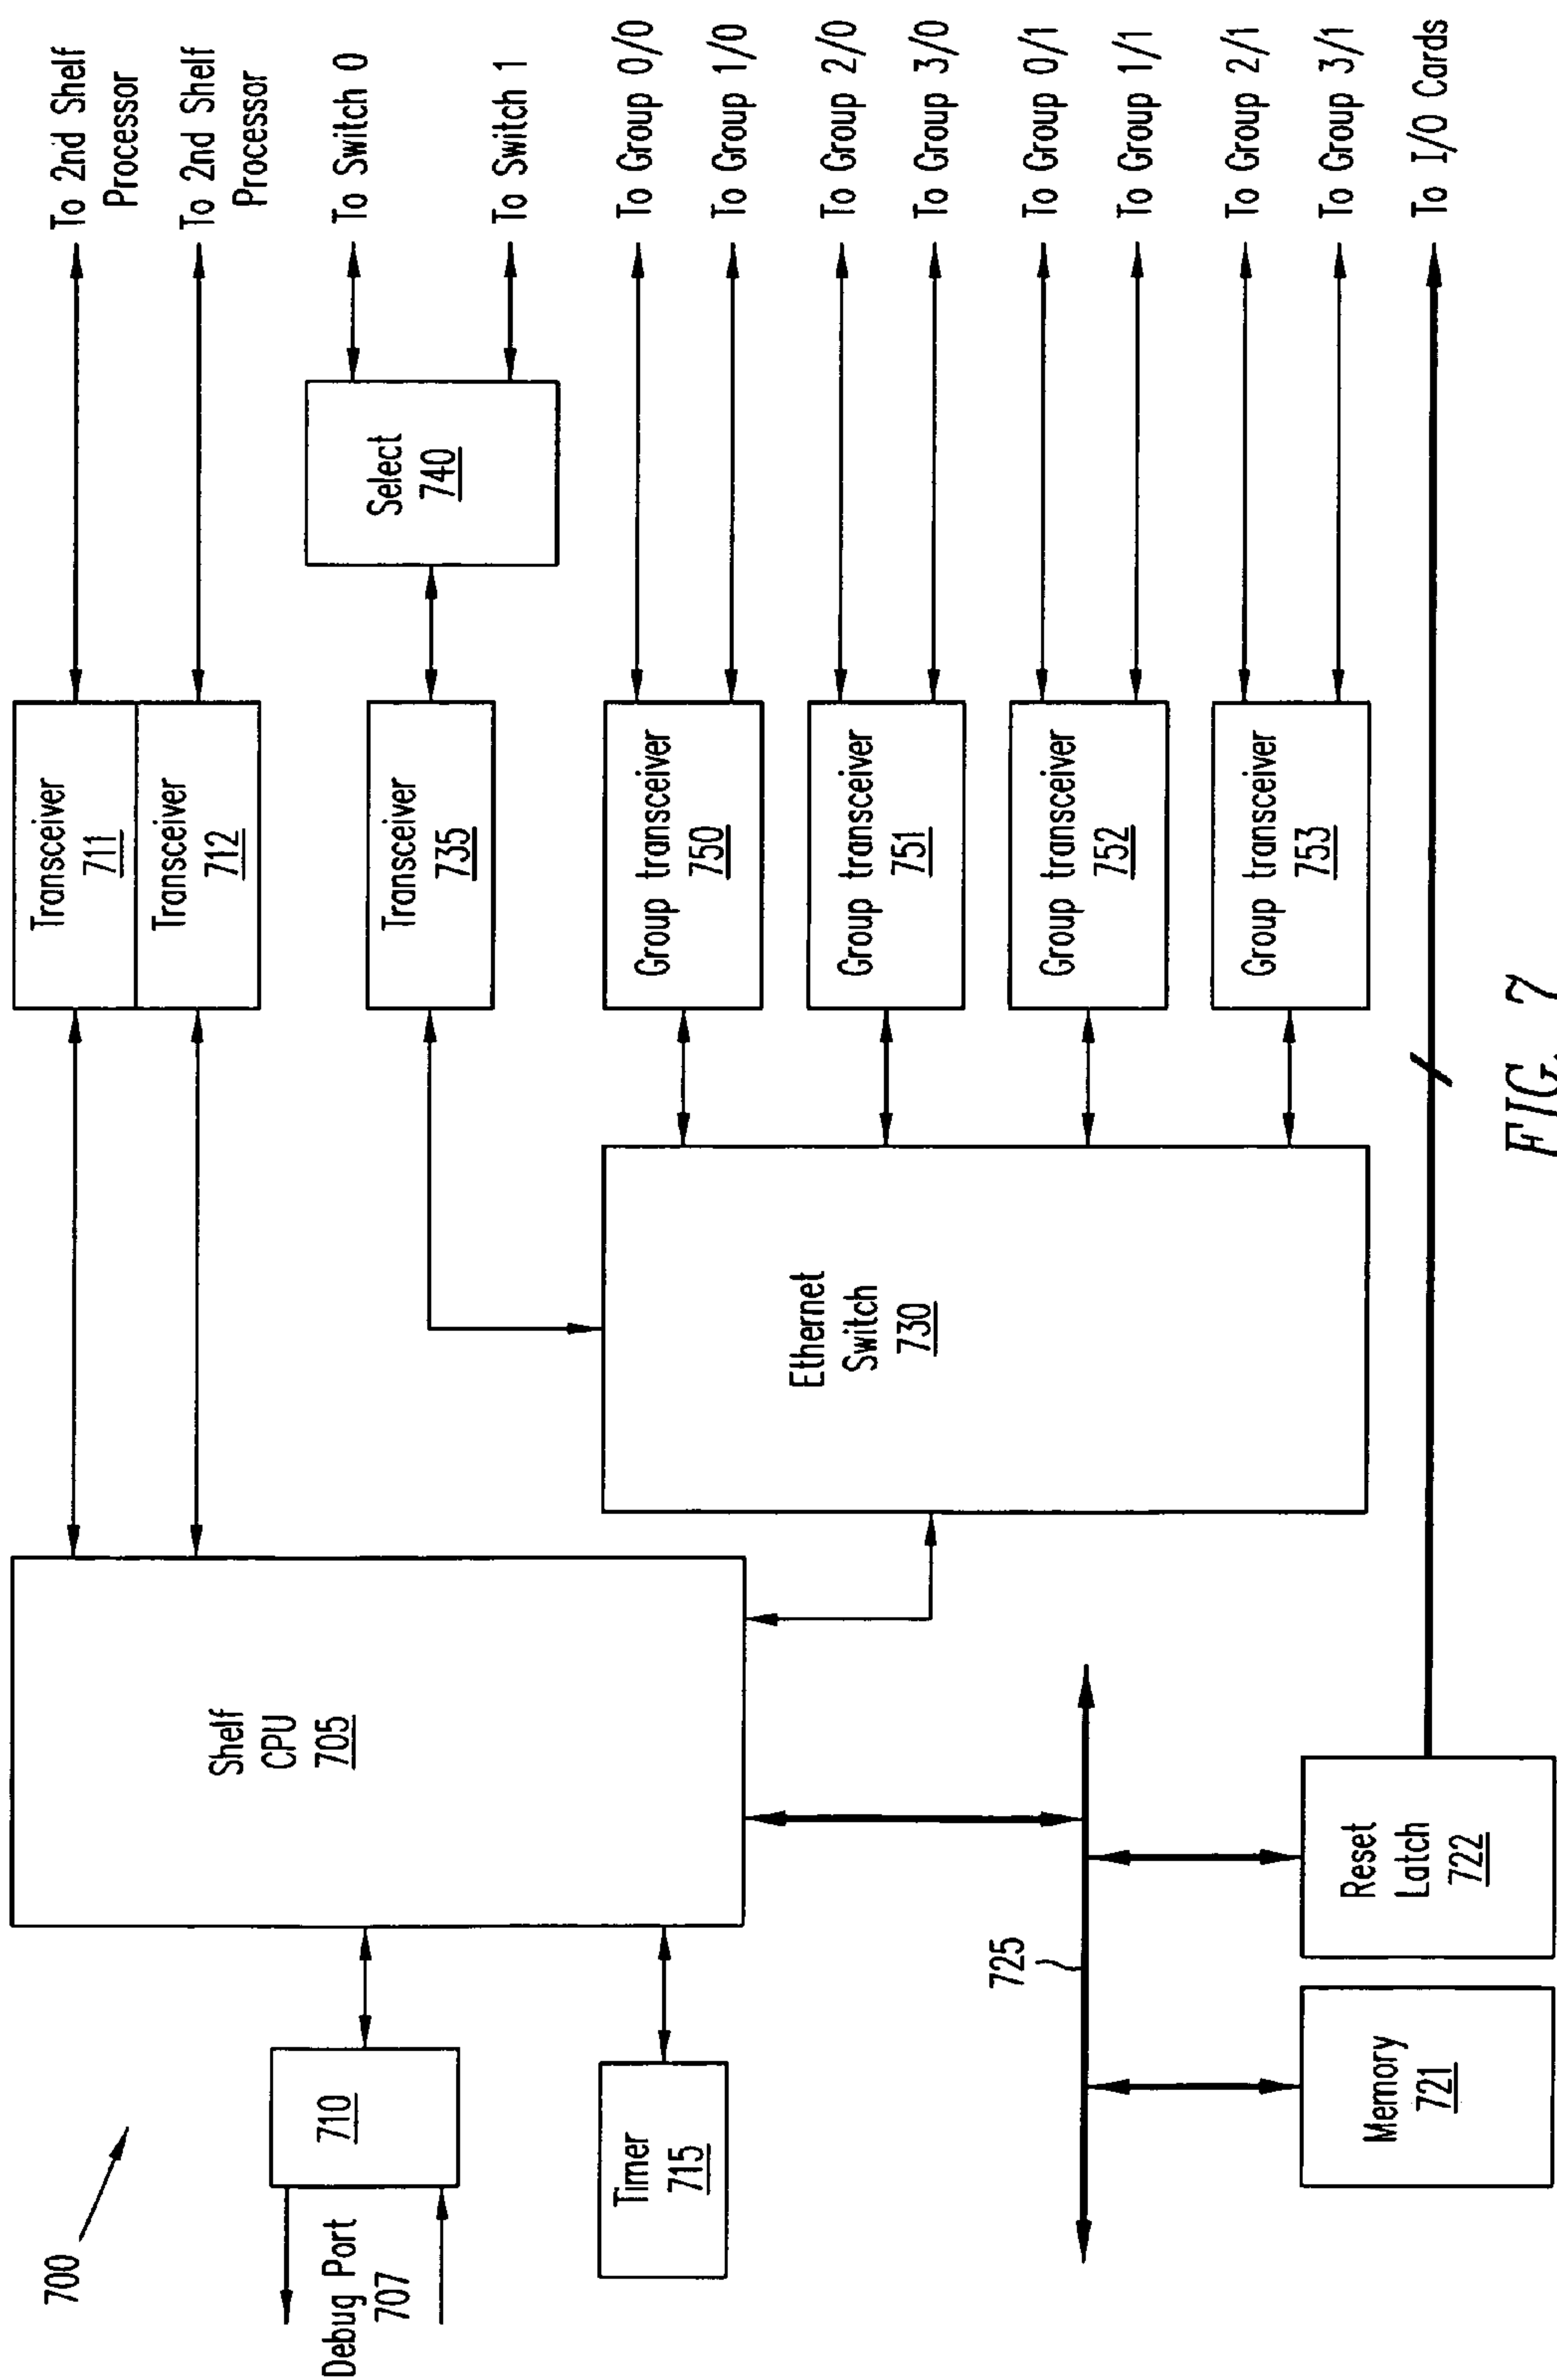 700
Debug Port
707
710
Timer
715
Shelf
CPU
705
725
Memory
721
Reset
Latch
722
Ethernet
Switch
730
Transceiver
711
Transceiver
712
Transceiver
735
Select
740
Group transceiver
750
Group transceiver
751
Group transceiver
752
Group transceiver
753
To 2nd Shelf
Processor
To 2nd Shelf
Processor
To Switch 0
To Switch 1
To Group 0/0
To Group 1/0
To Group 2/0
To Group 3/0
To Group 0/1
To Group 1/1
To Group 2/1
To Group 3/1
To I/O Cards
FIG. 7